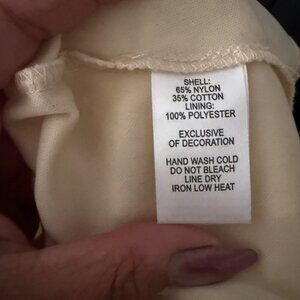 SHELL:
65% NYLON
35% COTTON
LINING:
100% POLYESTER
EXCLUSIVE
OF DECORATION
HAND WASH COLD
DO NOT BLEACH
LINE DRY
IRON LOW HEAT